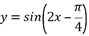 y = sin(2x − π/4)